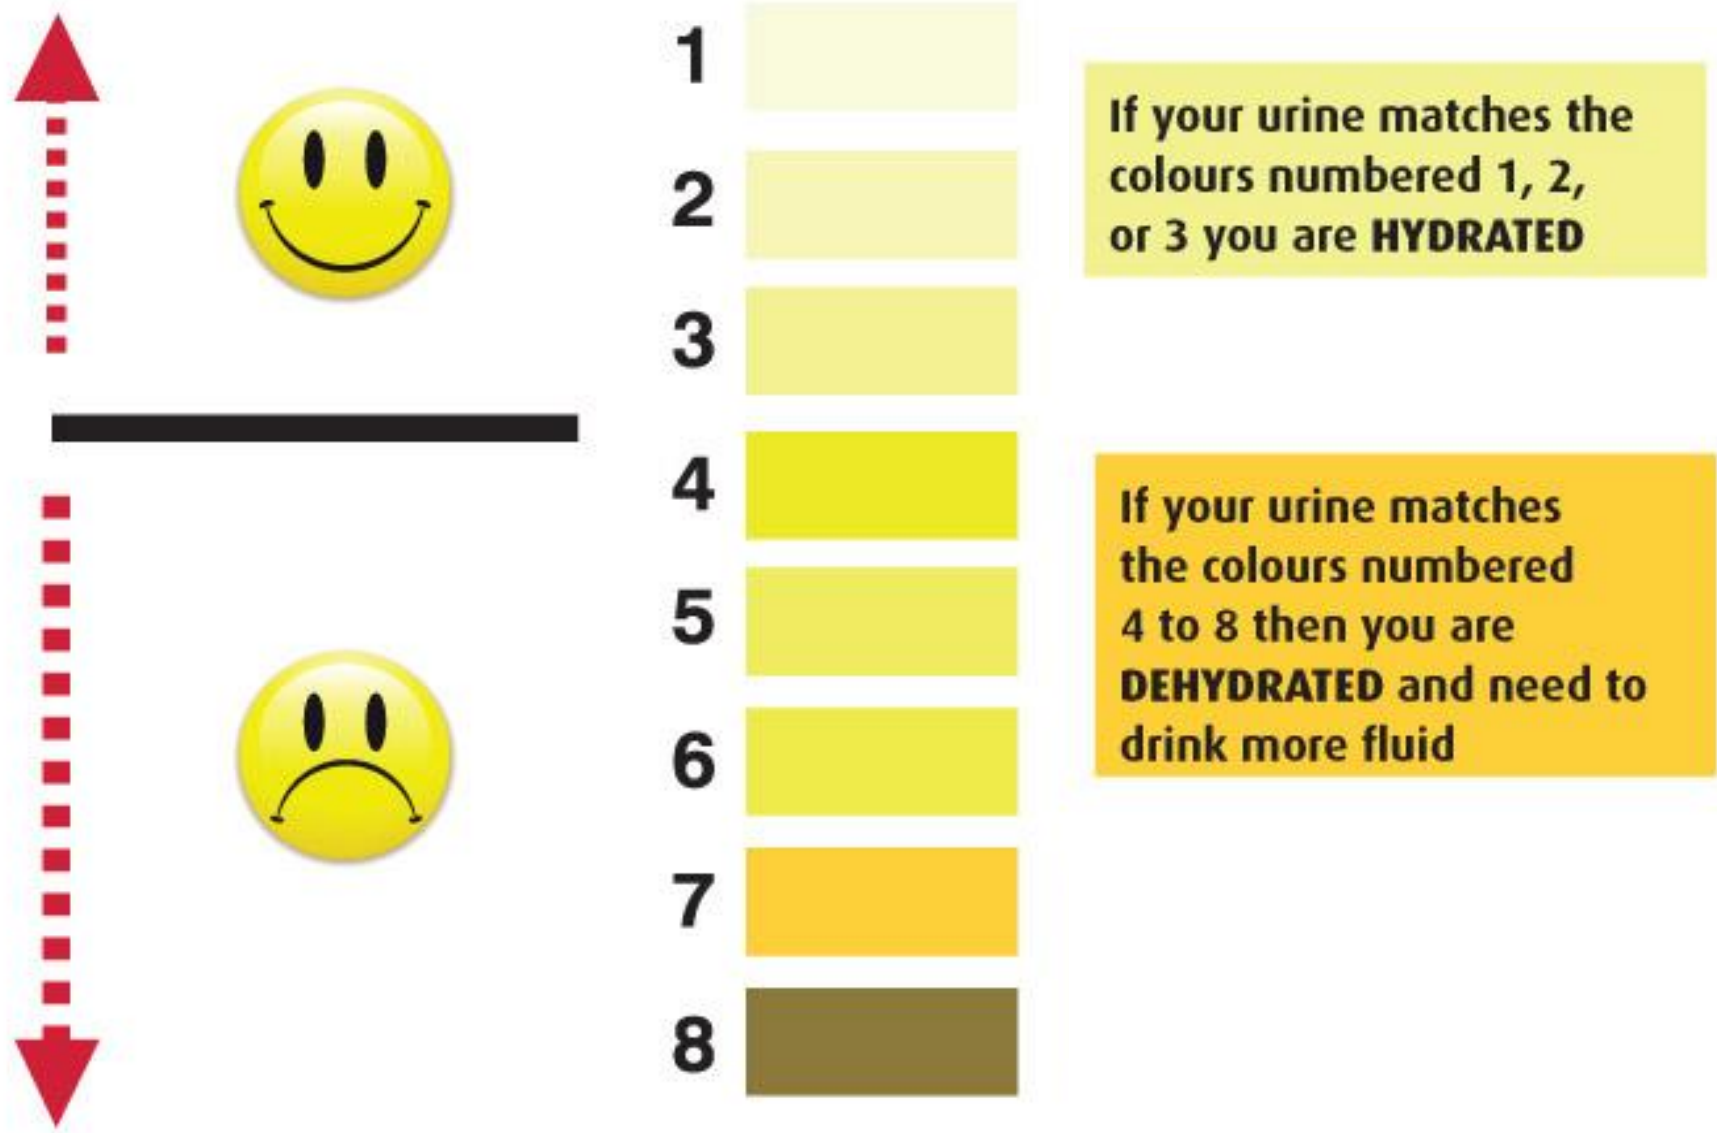 1
2
3
4
5
6
7
8
If your urine matches the
colours numbered 1, 2,
or 3 you are HYDRATED
If your urine matches
the colours numbered
4 to 8 then you are
DEHYDRATED and need to
drink more fluid